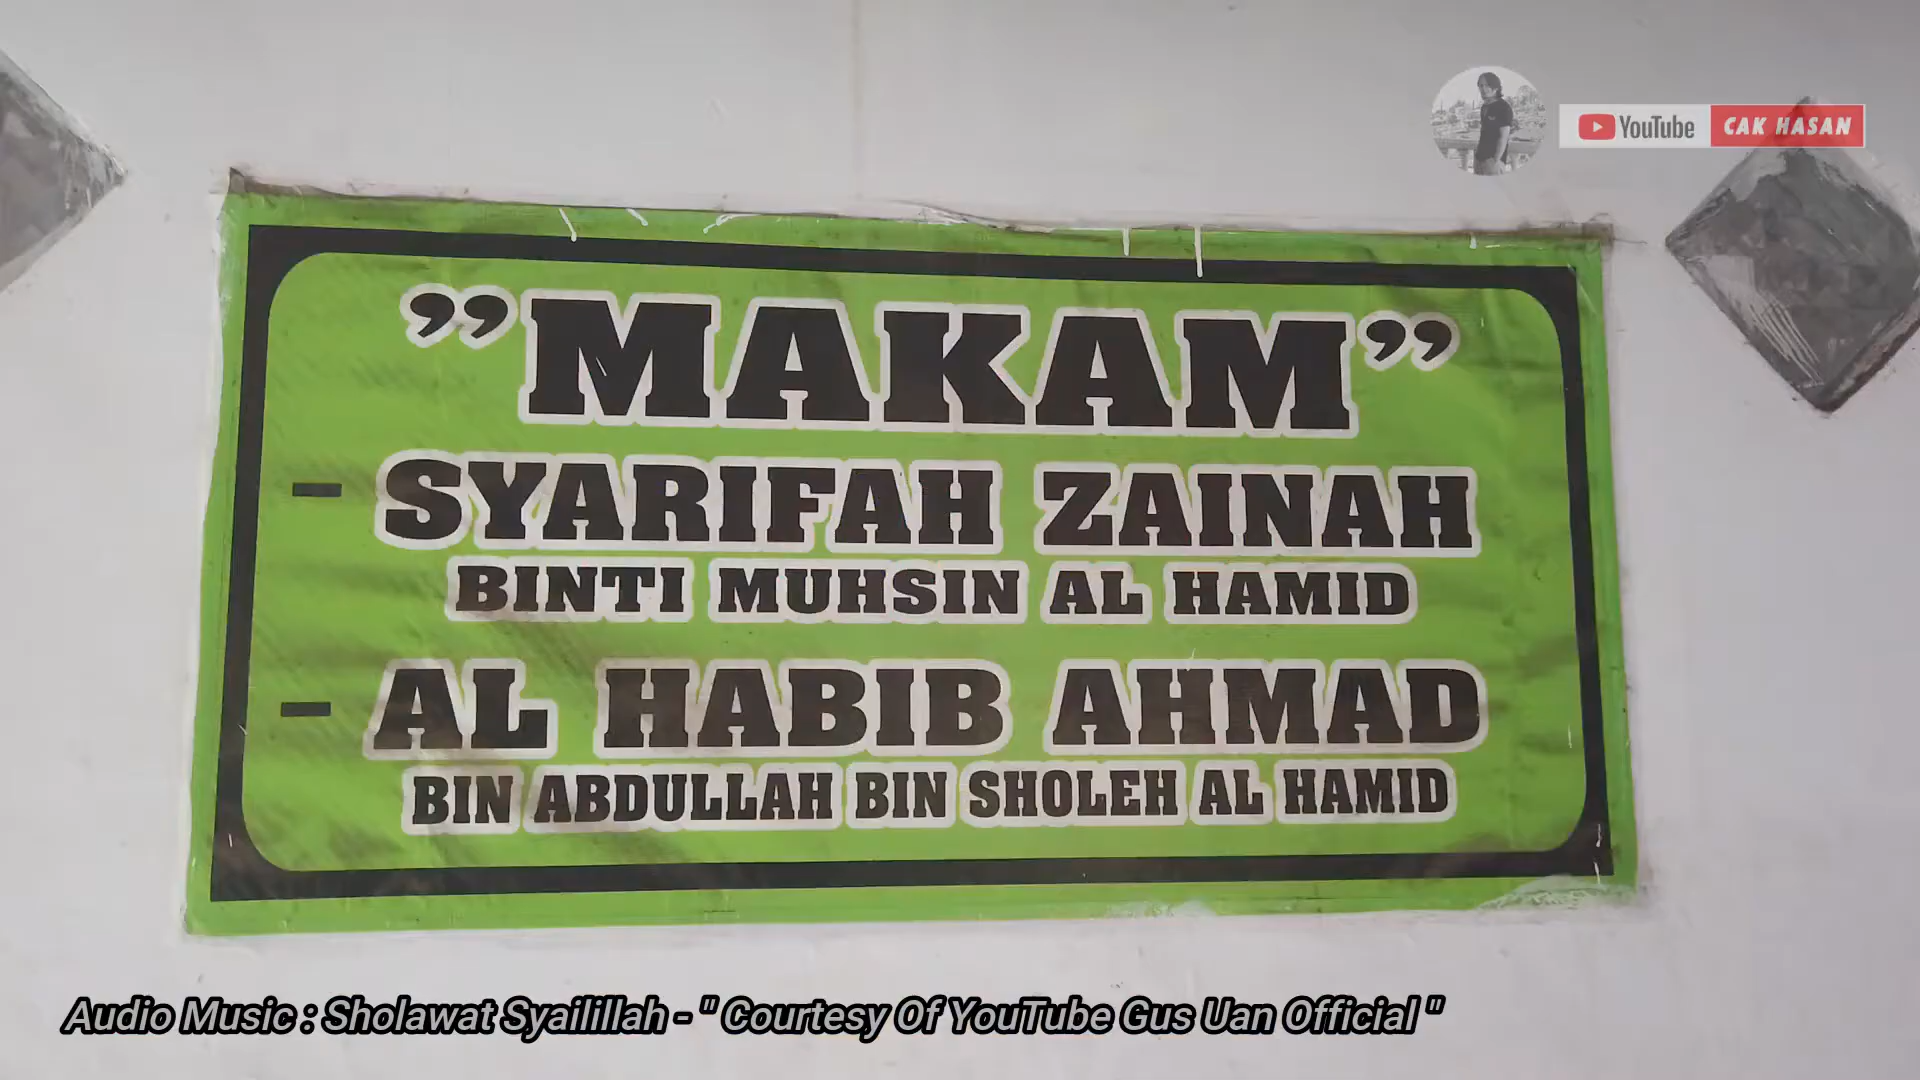 YouTube CAK HASAN
”MAKAM”
- SYARIFAH ZAINAH
BINTI MUHSIN AL HAMID
- AL HABIB AHMAD
BIN ABDULLAH BIN SHOLEH AL HAMID
Audio Music : Sholawat Syailillah - " Courtesy Of YouTube Gus Uan Official "